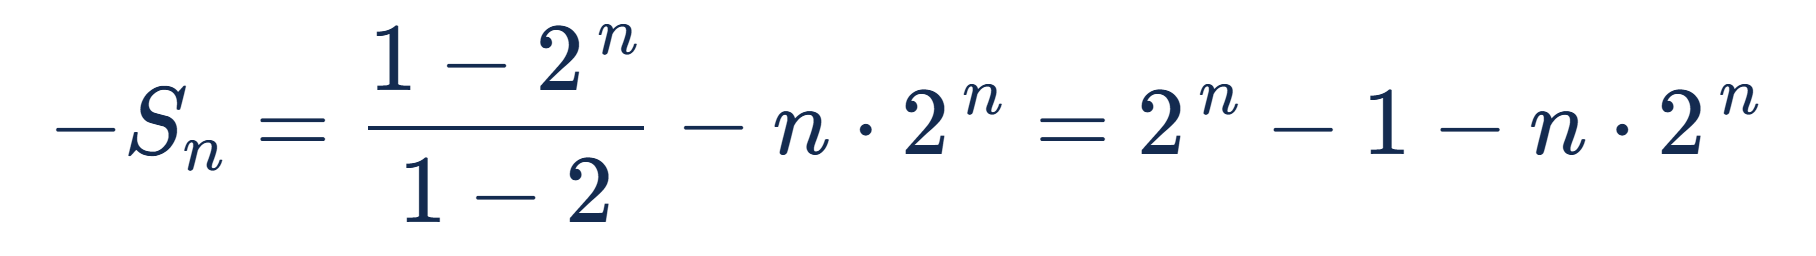 $-S_n = \frac{1-2^n}{1-2} - n \cdot 2^n = 2^n - 1 - n \cdot 2^n$